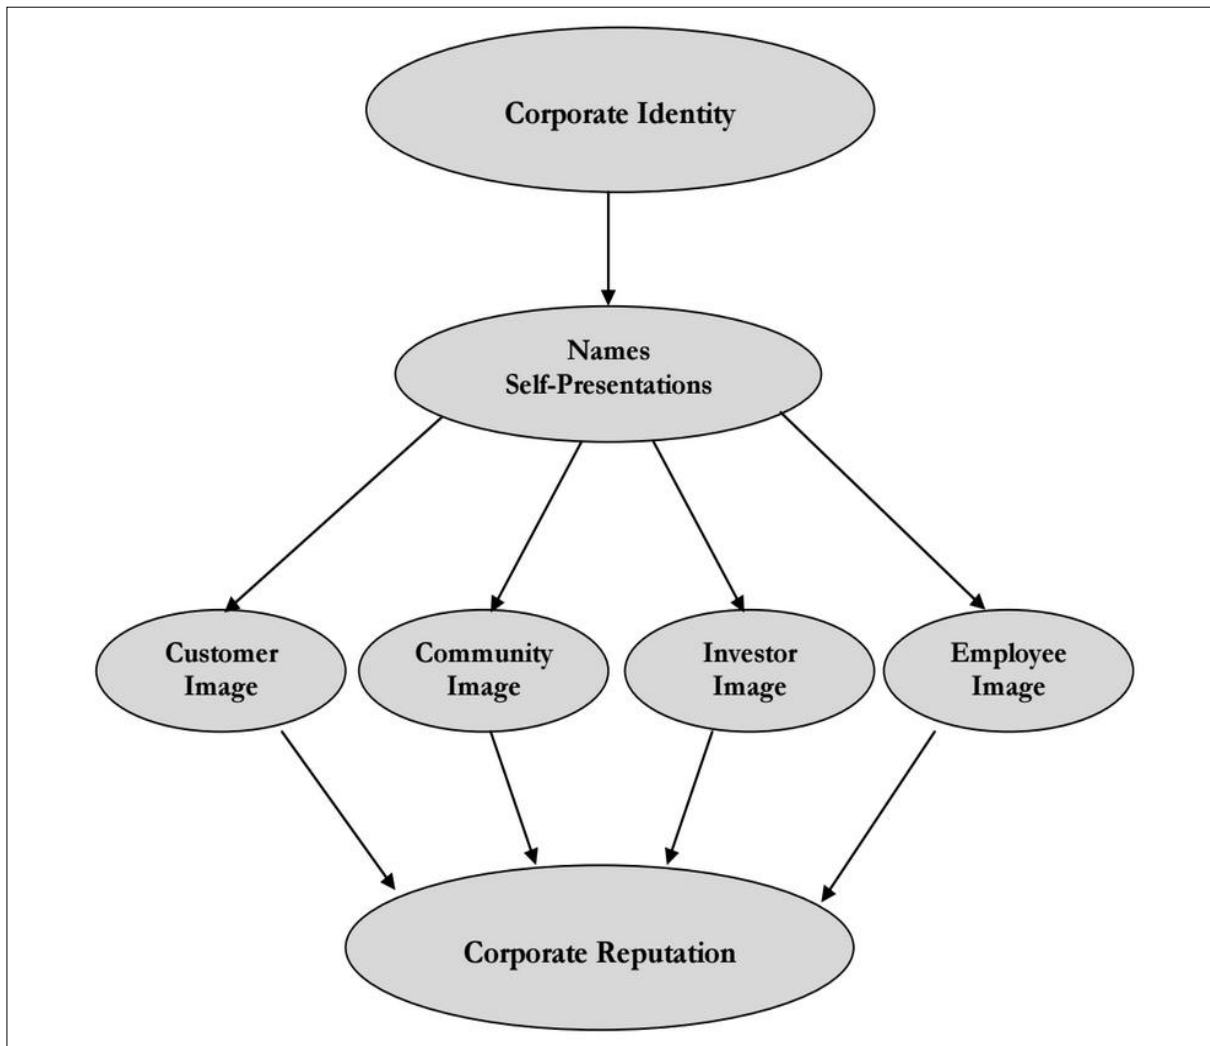 Corporate Identity
Names
Self-Presentations
Customer
Image
Community
Image
Investor
Image
Employee
Image
Corporate Reputation